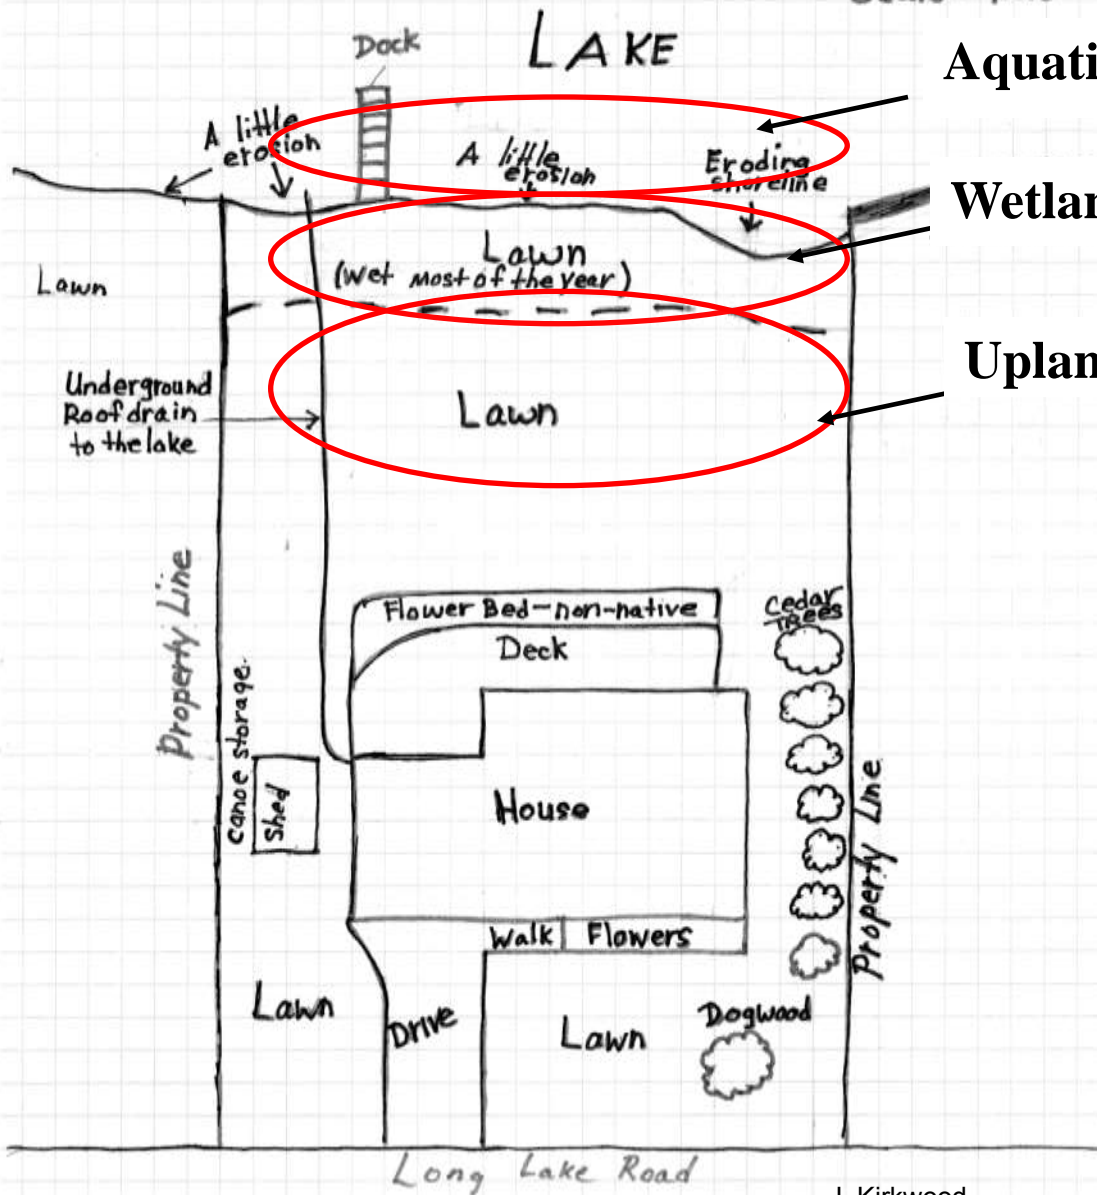 LAKE
Dock
Aquati
A little
erosion
A little
erosion
Eroding
shoreline
Wetlan
Lawn
(Wet most of the year)
Lawn
Uplan
Underground
Roof drain
to the lake
Lawn
Property Line
Flower Bed-non-native
Deck
Cedar
Trees
canoe storage.
Shed
House
Property Line
Walk
Flowers
Lawn
Drive
Lawn
Dogwood
Long Lake Road